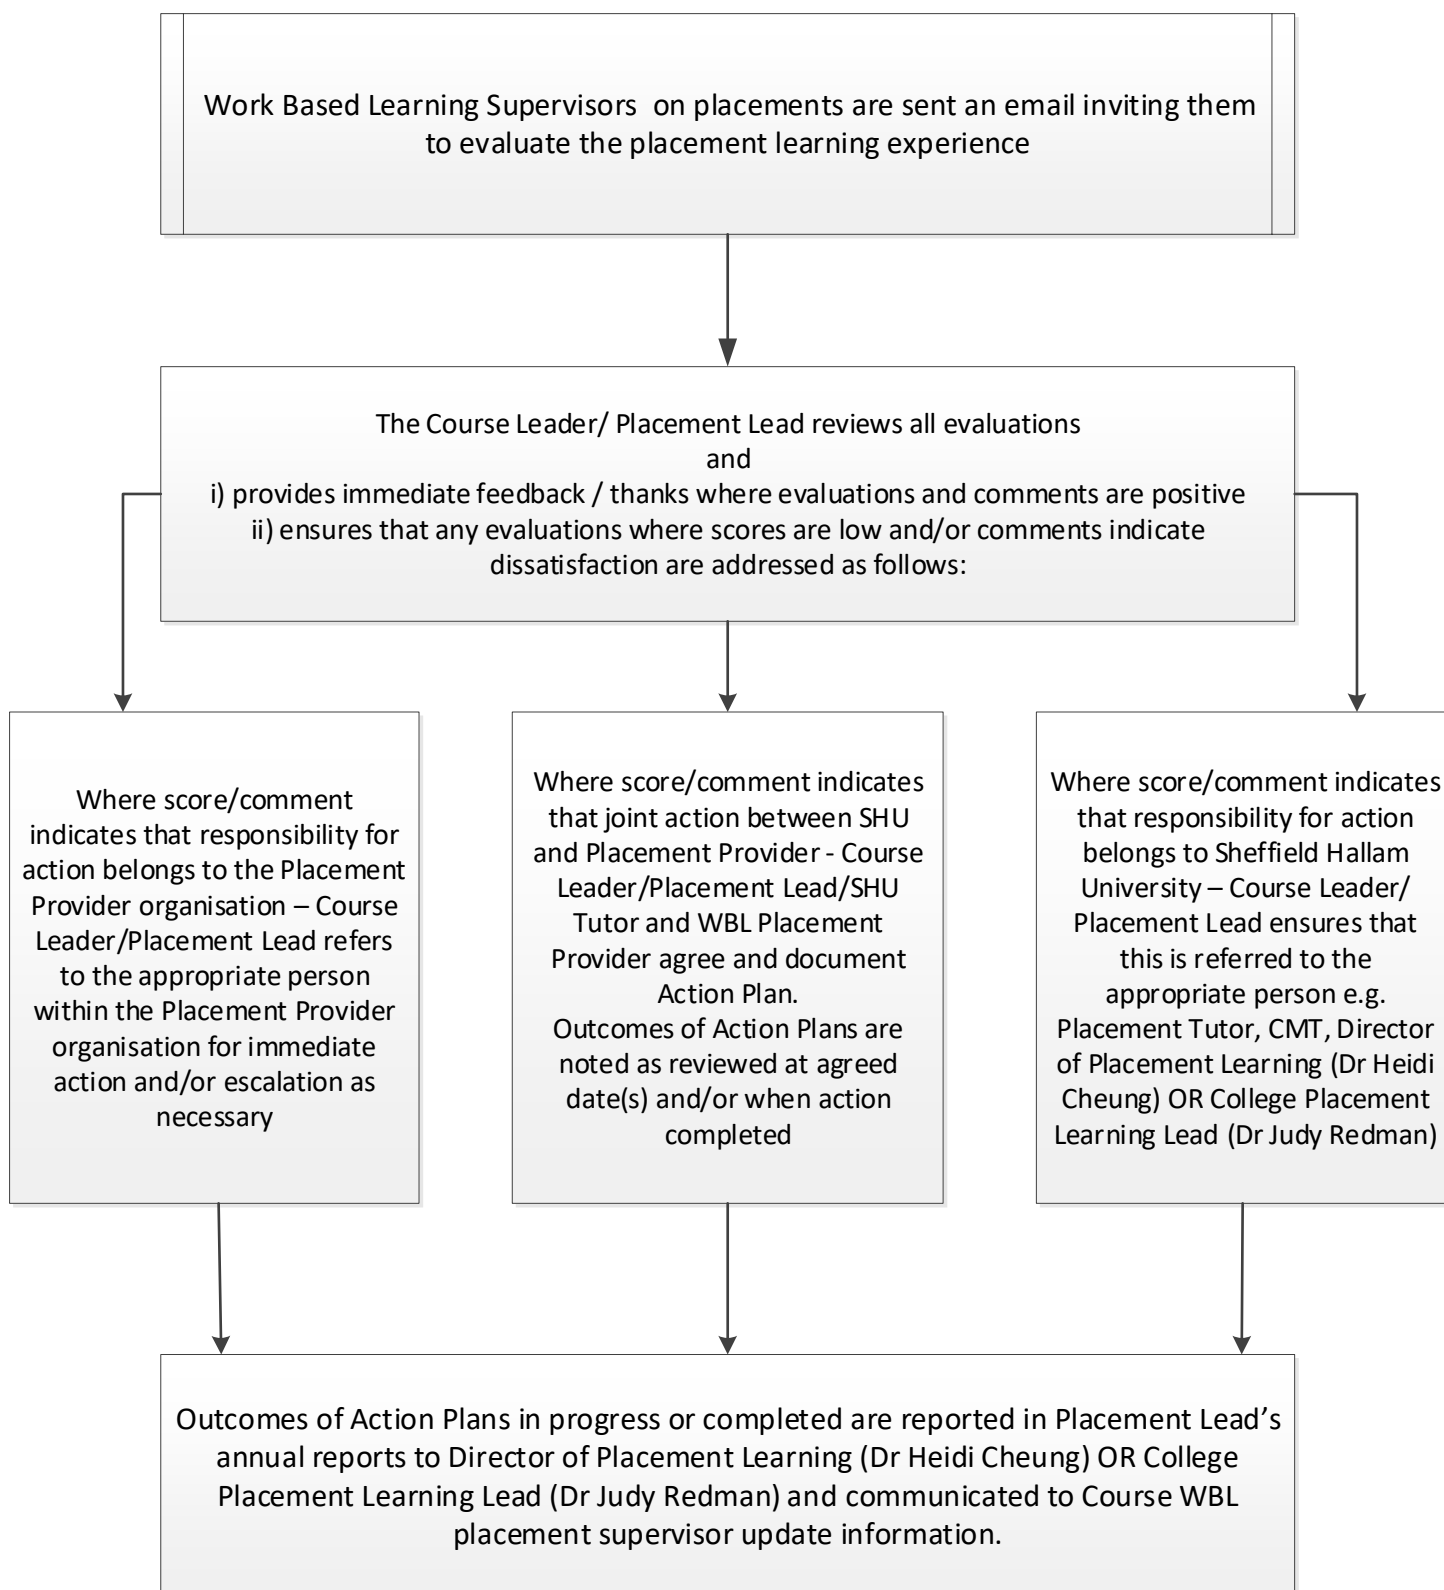 Work Based Learning Supervisors  on placements are sent an email inviting them
to evaluate the placement learning experience
The Course Leader/ Placement Lead reviews all evaluations
and
i) provides immediate feedback / thanks where evaluations and comments are positive
ii) ensures that any evaluations where scores are low and/or comments indicate
dissatisfaction are addressed as follows:
Where score/comment
indicates that responsibility for
action belongs to the Placement
Provider organisation – Course
Leader/Placement Lead refers
to the appropriate person
within the Placement Provider
organisation for immediate
action and/or escalation as
necessary
Where score/comment indicates
that joint action between SHU
and Placement Provider - Course
Leader/Placement Lead/SHU
Tutor and WBL Placement
Provider agree and document
Action Plan.
Outcomes of Action Plans are
noted as reviewed at agreed
date(s) and/or when action
completed
Where score/comment indicates
that responsibility for action
belongs to Sheffield Hallam
University – Course Leader/
Placement Lead ensures that
this is referred to the
appropriate person e.g.
Placement Tutor, CMT, Director
of Placement Learning (Dr Heidi
Cheung) OR College Placement
Learning Lead (Dr Judy Redman)
Outcomes of Action Plans in progress or completed are reported in Placement Lead’s
annual reports to Director of Placement Learning (Dr Heidi Cheung) OR College
Placement Learning Lead (Dr Judy Redman) and communicated to Course WBL
placement supervisor update information.